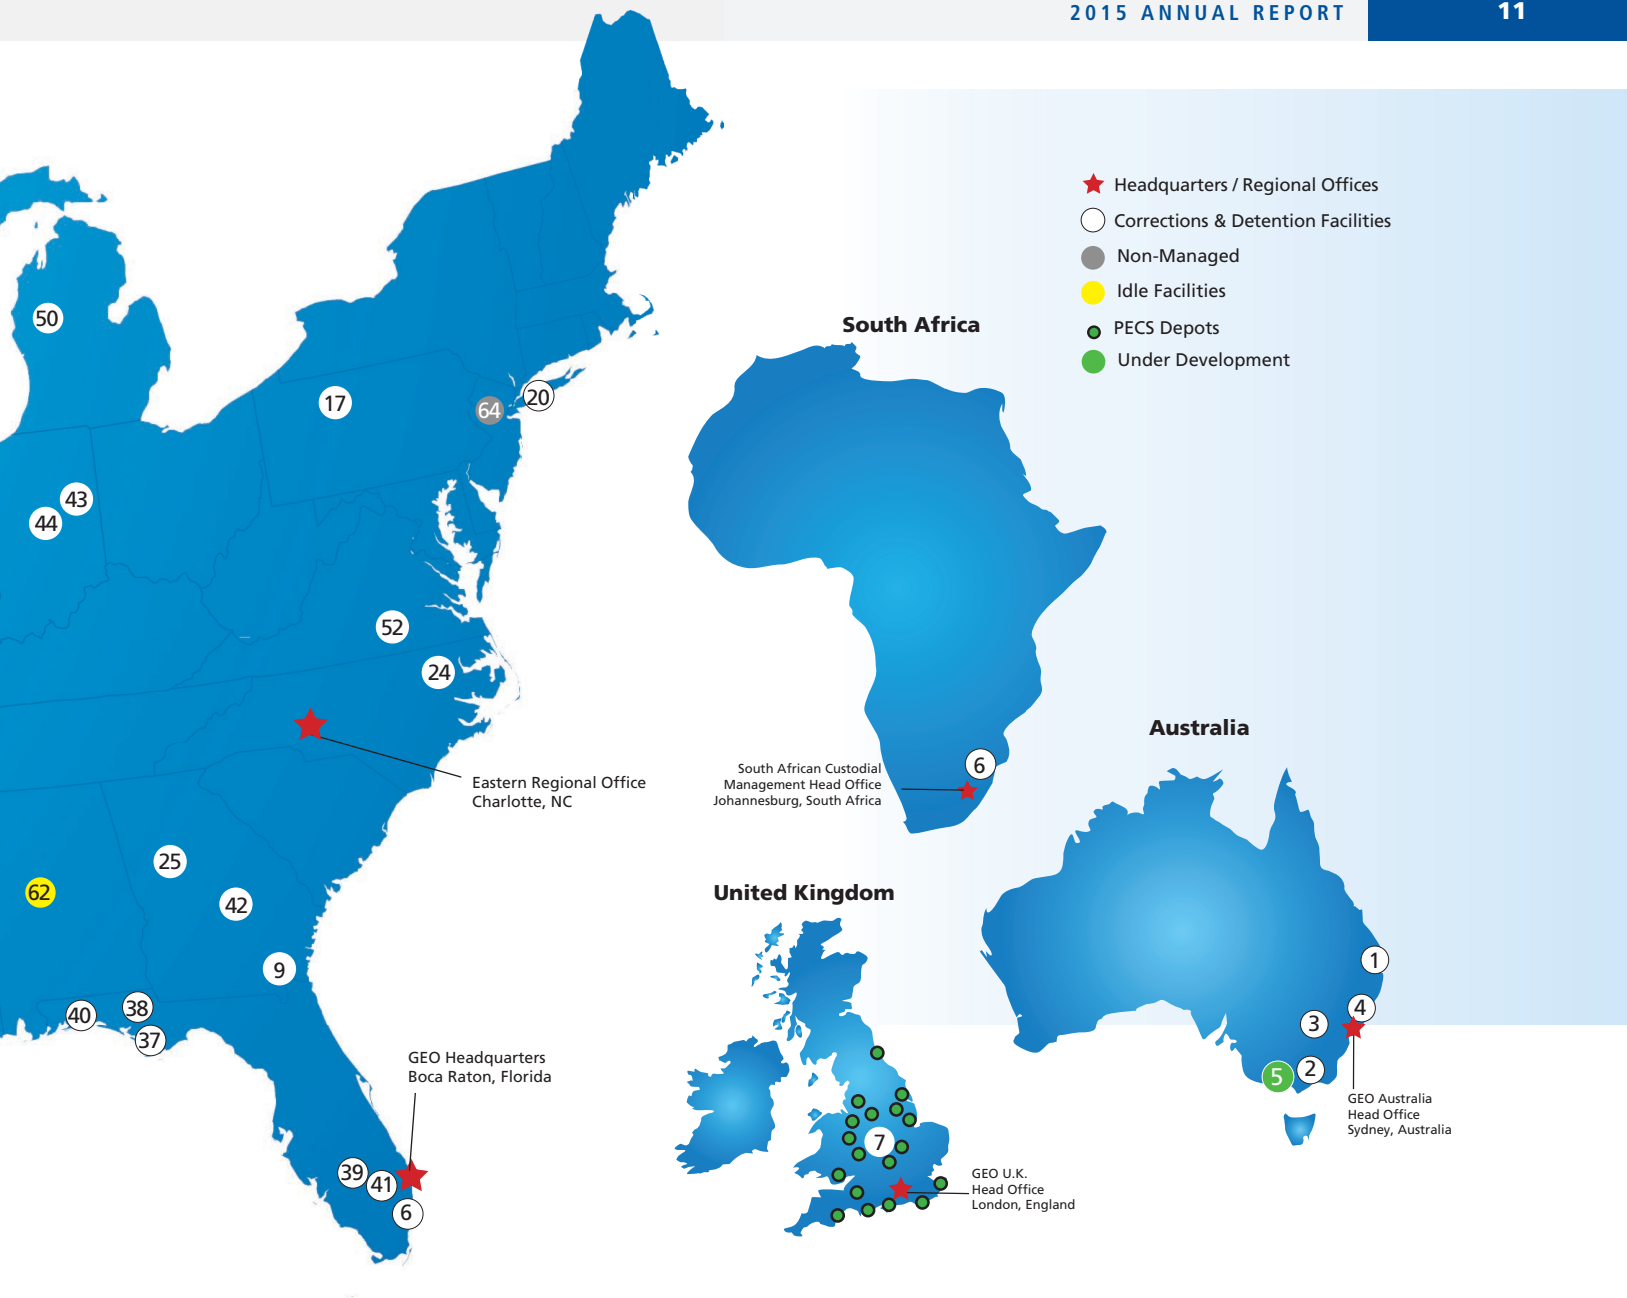 2015 ANNUAL REPORT
11
Headquarters / Regional Offices
Corrections & Detention Facilities
Non-Managed
Idle Facilities
PECS Depots
Under Development
50
17
64
20
43
44
52
24
Eastern Regional Office
Charlotte, NC
25
62
42
9
40
38
37
GEO Headquarters
Boca Raton, Florida
39
41
6
South Africa
6
South African Custodial
Management Head Office
Johannesburg, South Africa
United Kingdom
7
GEO U.K.
Head Office
London, England
Australia
1
4
3
2
5
GEO Australia
Head Office
Sydney, Australia